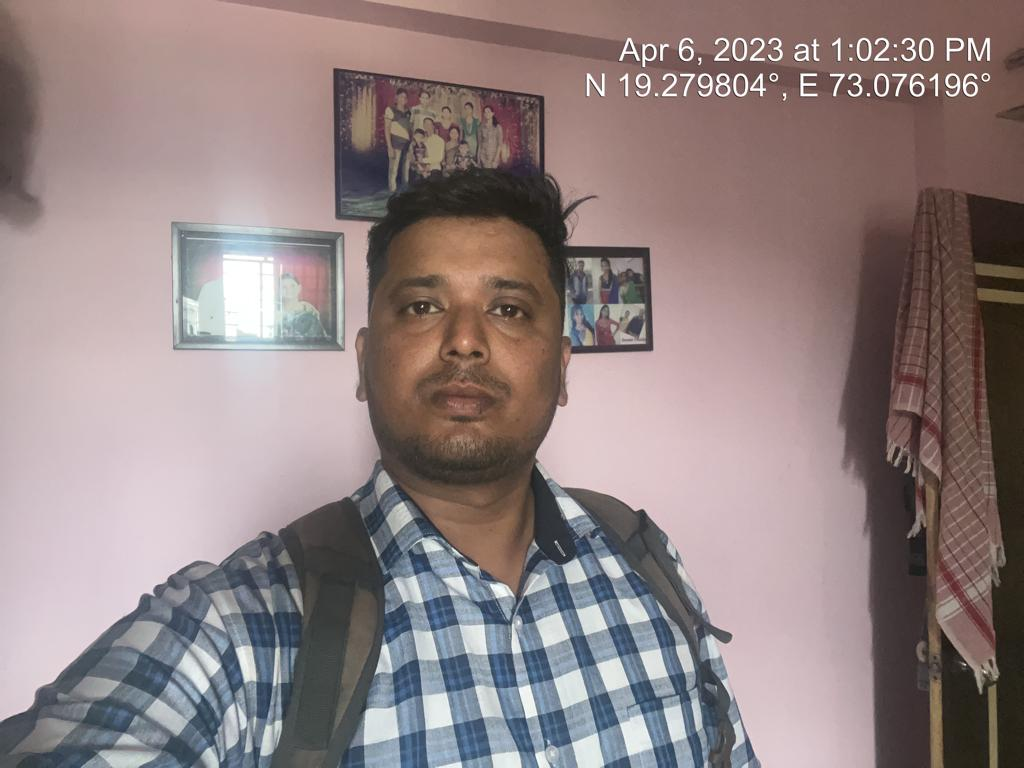 Apr 6, 2023 at 1:02:30 PM
N 19.279804°, E 73.076196°